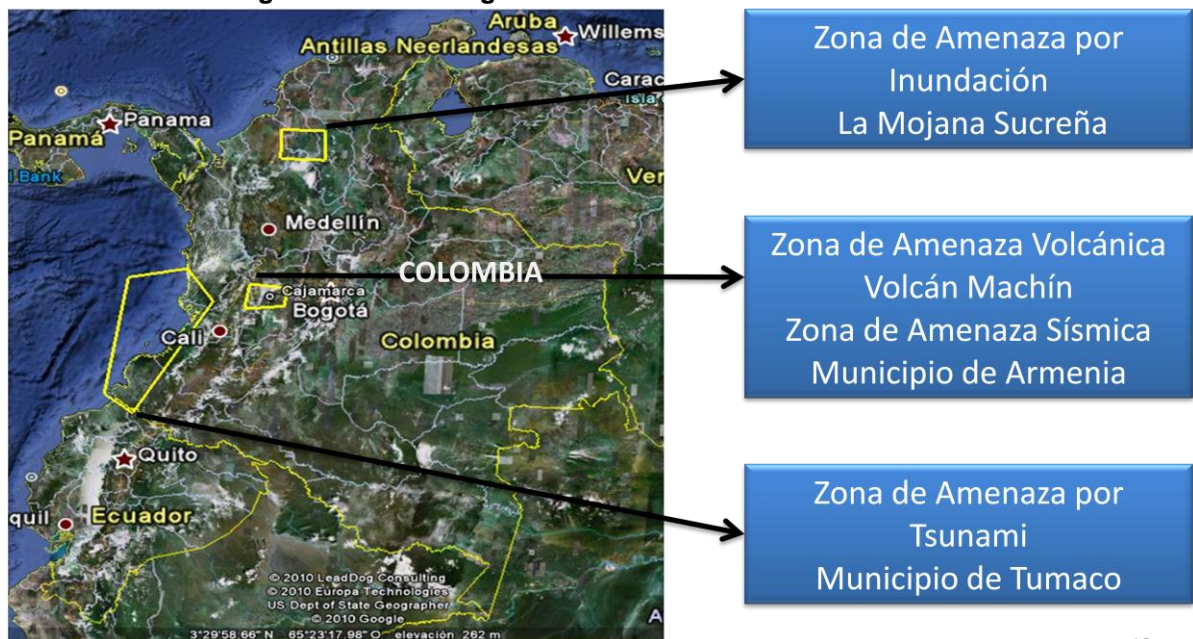 Aruba
Willems
Antillas Neerlandesas
Carac
Isla
Panama
Panamá
l Bank
Ver
Medellín
COLOMBIA
Cajamarca
Bogotá
Cali
Colombia
Quito
quil
Ecuador
© 2010 LeadDog Consulting
© 2010 Europa Technologies
US Dept of State Geographer
© 2010 Google
A
3°29'58.66" N 65°23'17.98" O elevación 262 m
Zona de Amenaza por
Inundación
La Mojana Sucreña
Zona de Amenaza Volcánica
Volcán Machín
Zona de Amenaza Sísmica
Municipio de Armenia
Zona de Amenaza por
Tsunami
Municipio de Tumaco